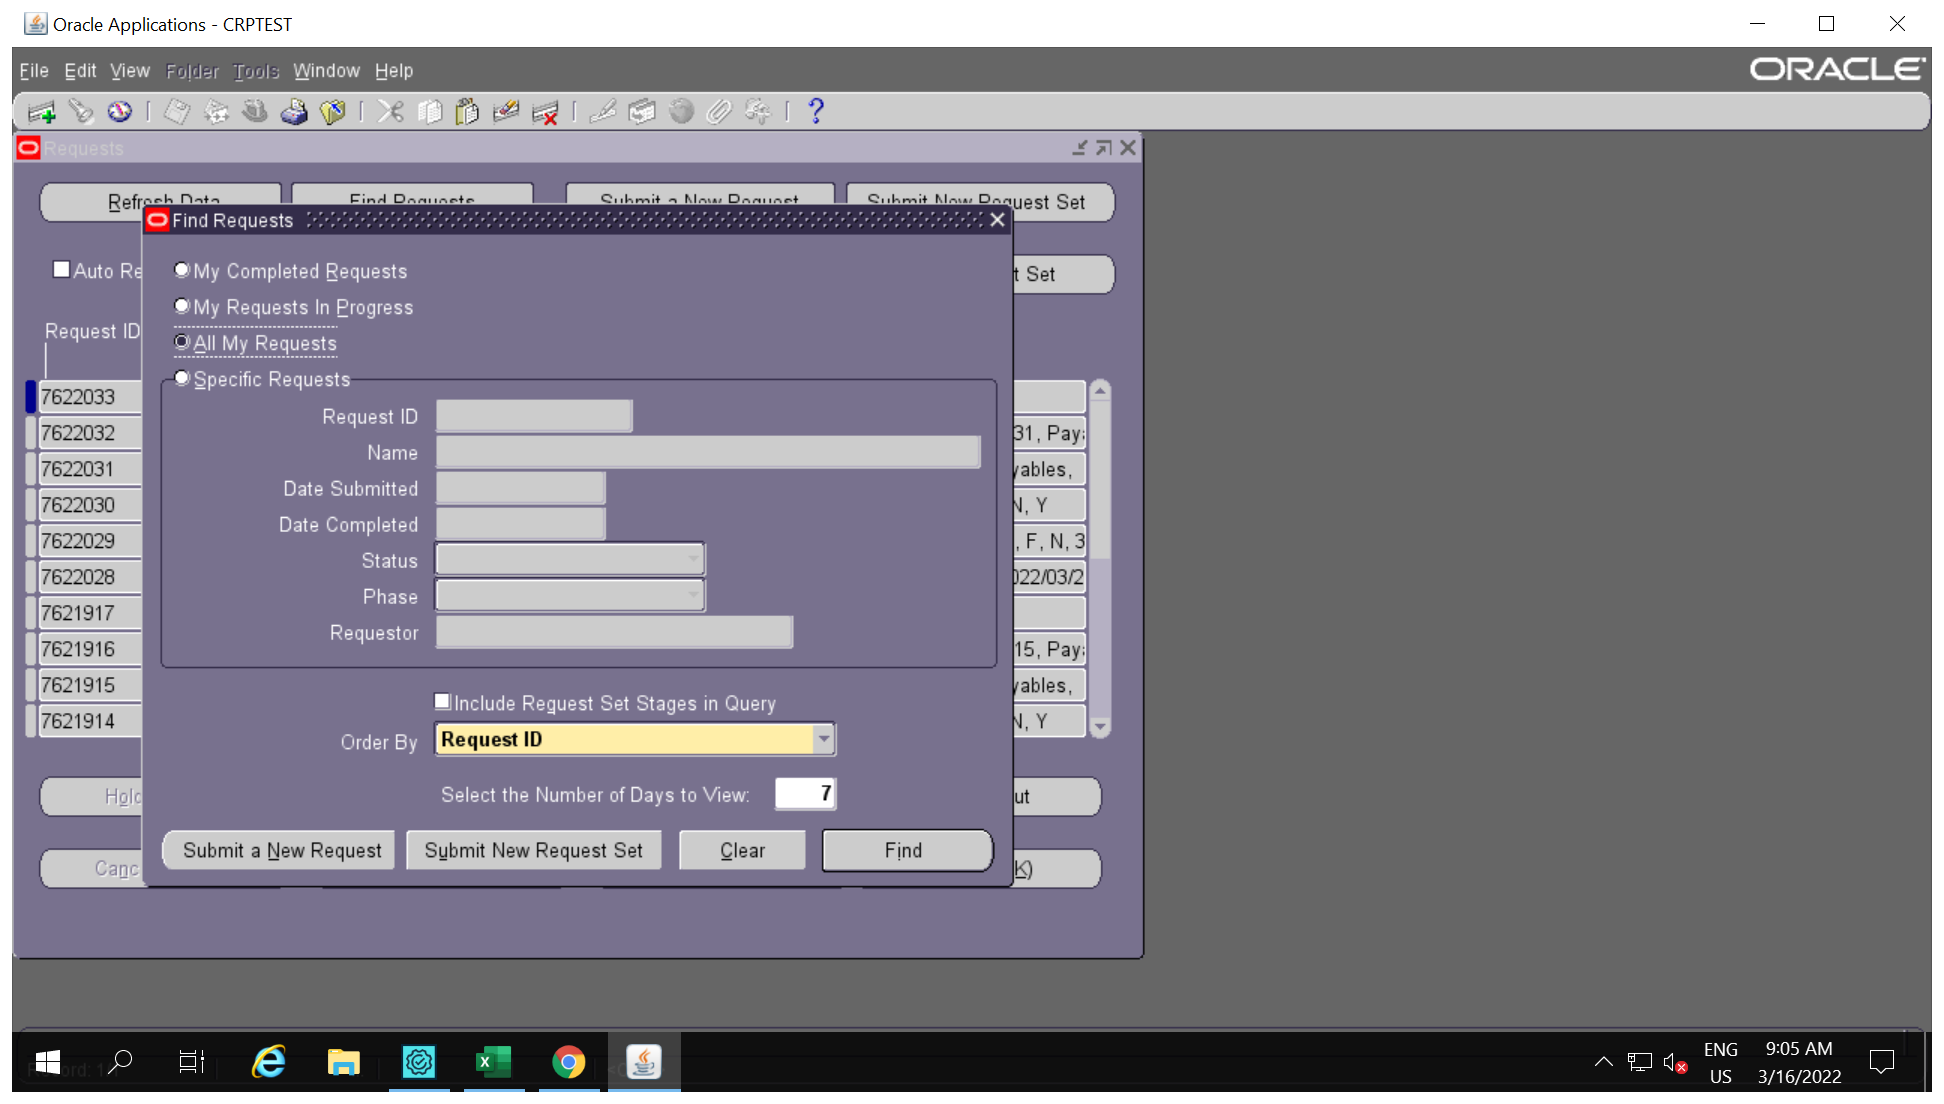 Oracle Applications - CRPTEST
File Edit View Folder Tools Window Help
ORACLE
Requests
Refresh Data Find Requests Submit a New Request Submit New Request Set
Find Requests
Auto Re
t Set
My Completed Requests
My Requests In Progress
Request ID
All My Requests
Specific Requests
7622033
Request ID
7622032
31, Pay
Name
7622031
yables,
Date Submitted
7622030
N, Y
Date Completed
7622029
, F, N, 3
Status
7622028
022/03/2
Phase
7621917
Requestor
7621916
15, Pay
7621915
yables,
Include Request Set Stages in Query
7621914
N, Y
Order By Request ID
Hold
Select the Number of Days to View: 7
ut
Submit a New Request Submit New Request Set Clear Find
Canc
K)
ENG 9:05 AM
US 3/16/2022